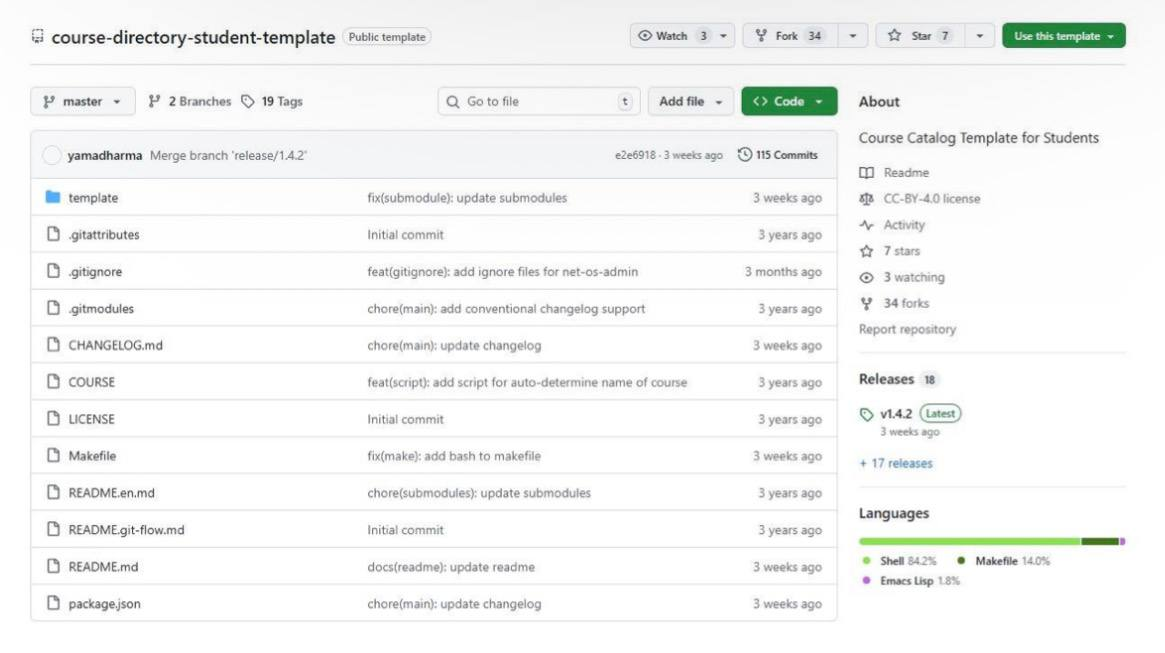 course-directory-student-template Public template Watch 3 Fork 34 Star 7 Use this template
master 2 Branches 19 Tags Go to file t Add file Code
yamadharma Merge branch 'release/1.4.2' e2e6918 · 3 weeks ago 115 Commits
template fix(submodule): update submodules 3 weeks ago
.gitattributes Initial commit 3 years ago
.gitignore feat(gitignore): add ignore files for net-os-admin 3 months ago
.gitmodules chore(main): add conventional changelog support 3 years ago
CHANGELOG.md chore(main): update changelog 3 weeks ago
COURSE feat(script): add script for auto-determine name of course 3 years ago
LICENSE Initial commit 3 years ago
Makefile fix(make): add bash to makefile 3 weeks ago
README.en.md chore(submodules): update submodules 3 years ago
README.git-flow.md Initial commit 3 years ago
README.md docs(readme): update readme 3 weeks ago
package.json chore(main): update changelog 3 weeks ago
About
Course Catalog Template for Students
Readme
CC-BY-4.0 license
Activity
7 stars
3 watching
34 forks
Report repository
Releases 18
v1.4.2 Latest
3 weeks ago
+ 17 releases
Languages
Shell 84.2% Makefile 14.0%
Emacs Lisp 1.8%